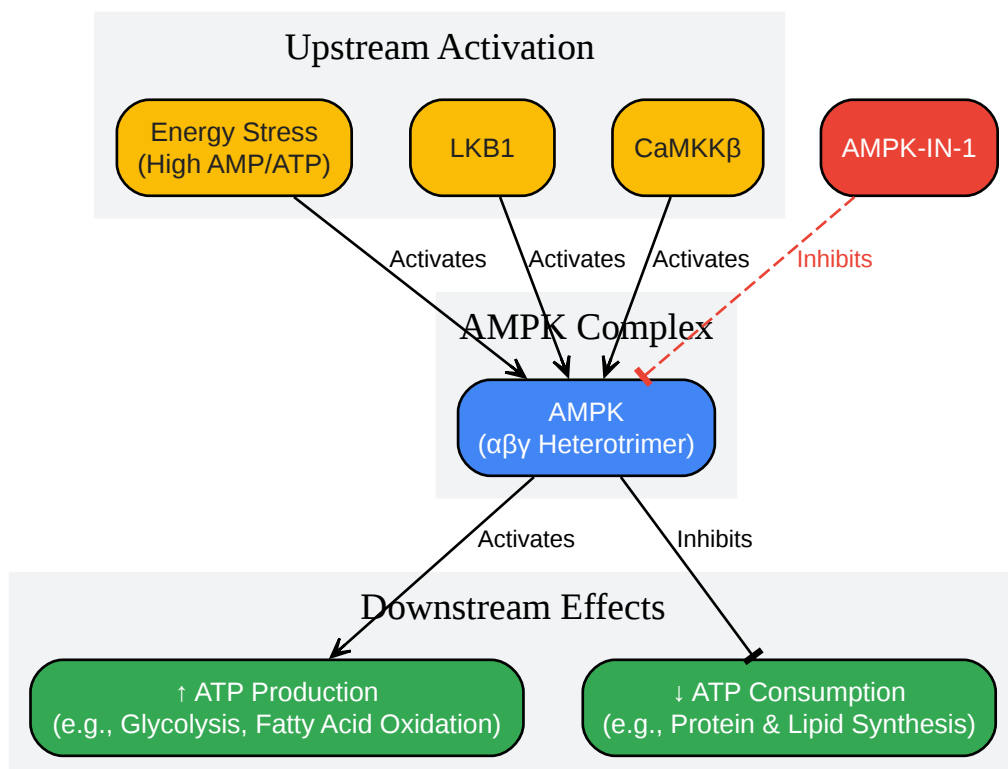 Upstream Activation
Energy Stress
(High AMP/ATP)
LKB1
CaMKKβ
AMPK-IN-1
Activates
Activates
Activates
Inhibits
AMPK Complex
AMPK
(αβγ Heterotrimer)
Activates
Inhibits
Downstream Effects
↑ ATP Production
(e.g., Glycolysis, Fatty Acid Oxidation)
↓ ATP Consumption
(e.g., Protein & Lipid Synthesis)